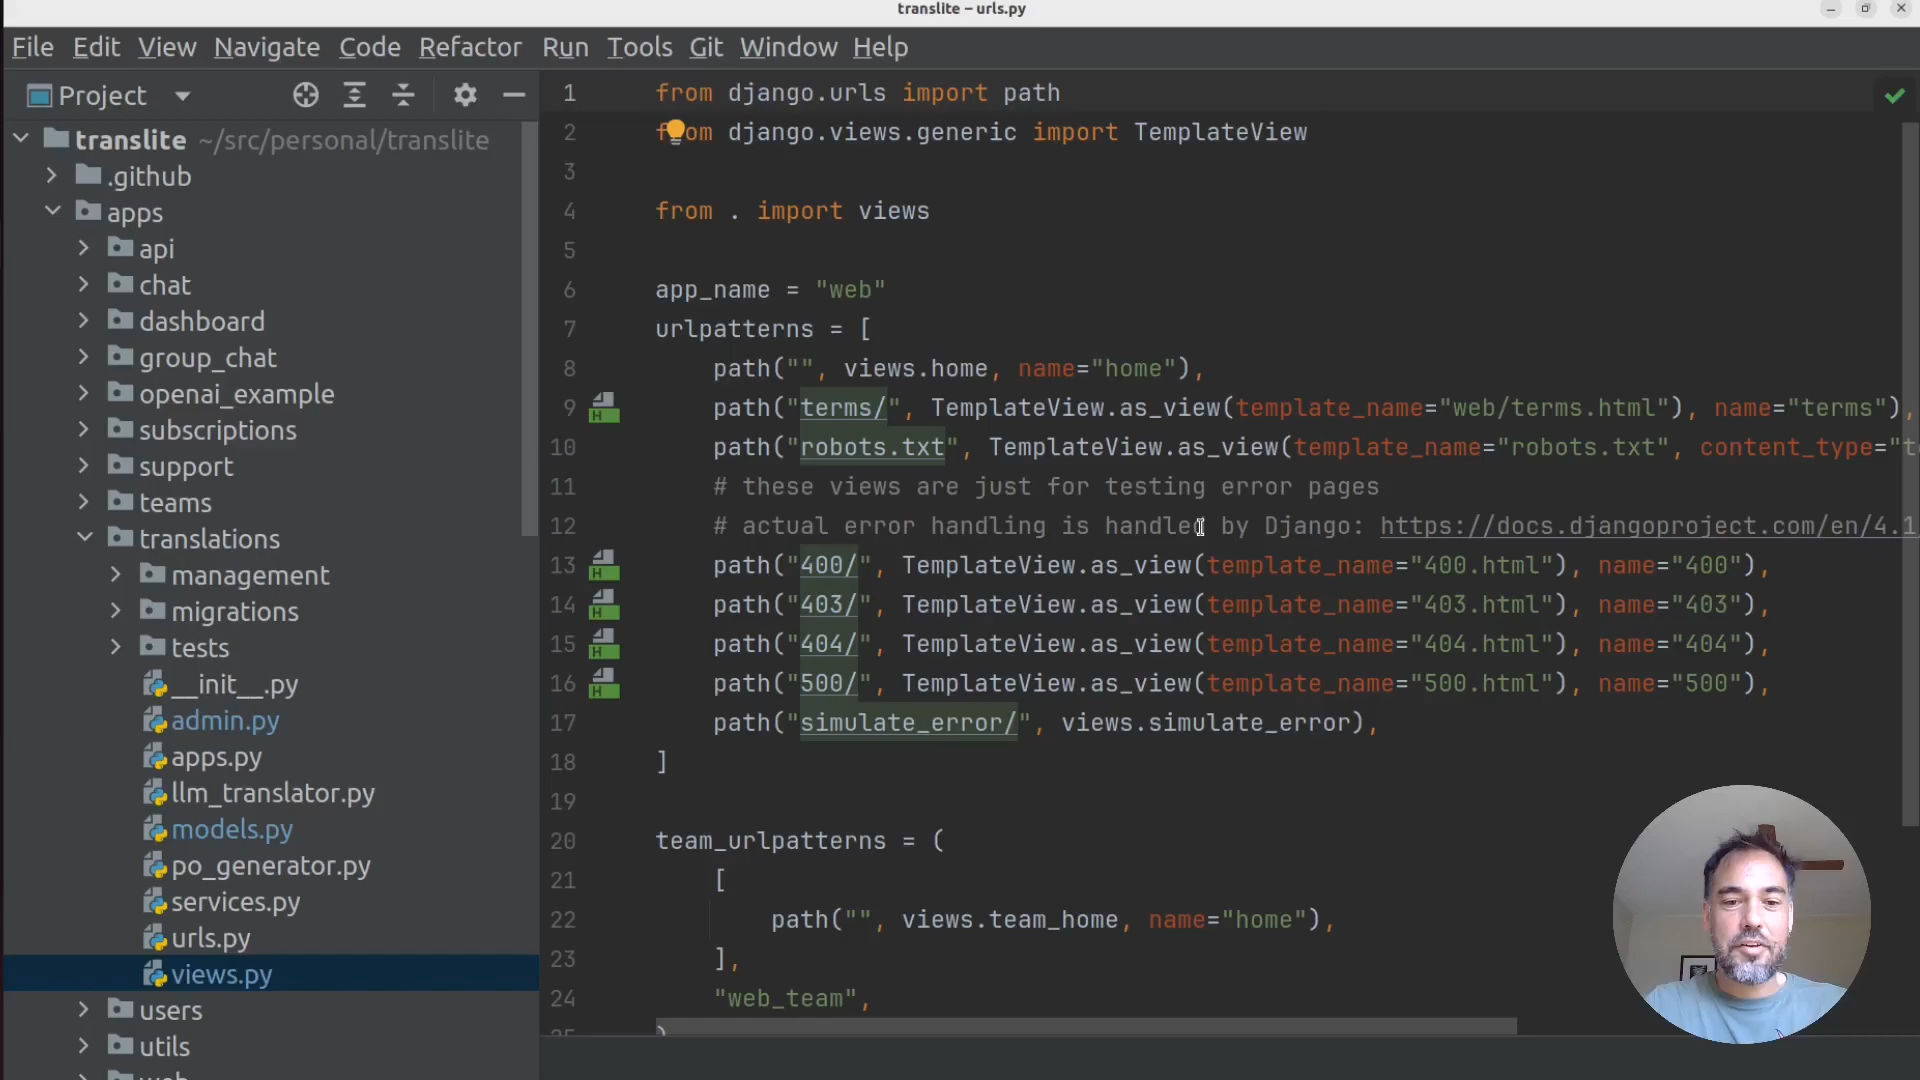 translite – urls.py
File Edit View Navigate Code Refactor Run Tools Git Window Help
Project
translite ~/src/personal/translite
.github
apps
api
chat
dashboard
group_chat
openai_example
subscriptions
support
teams
translations
management
migrations
tests
__init__.py
admin.py
apps.py
llm_translator.py
models.py
po_generator.py
services.py
urls.py
views.py
users
utils
web
1 from django.urls import path
2 from django.views.generic import TemplateView
3
4 from . import views
5
6 app_name = "web"
7 urlpatterns = [
8 path("", views.home, name="home"),
9 path("terms/", TemplateView.as_view(template_name="web/terms.html"), name="terms"),
10 path("robots.txt", TemplateView.as_view(template_name="robots.txt", content_type="t
11 # these views are just for testing error pages
12 # actual error handling is handled by Django: https://docs.djangoproject.com/en/4.1
13 path("400/", TemplateView.as_view(template_name="400.html"), name="400"),
14 path("403/", TemplateView.as_view(template_name="403.html"), name="403"),
15 path("404/", TemplateView.as_view(template_name="404.html"), name="404"),
16 path("500/", TemplateView.as_view(template_name="500.html"), name="500"),
17 path("simulate_error/", views.simulate_error),
18 ]
19
20 team_urlpatterns = (
21 [
22 path("", views.team_home, name="home"),
23 ],
24 "web_team",
25 )